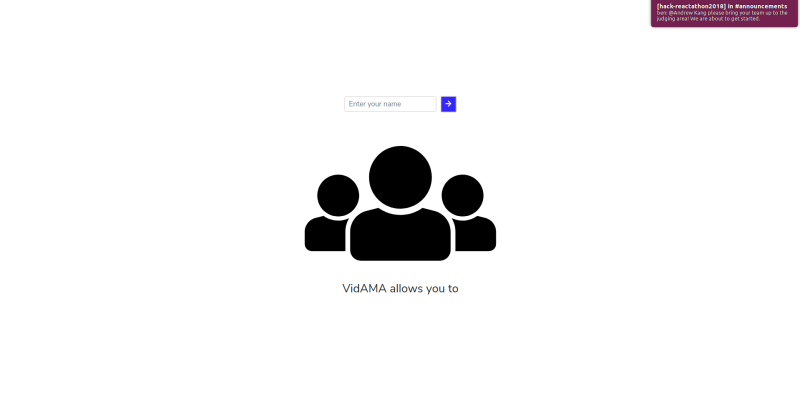 [hack-reactathon2018] in #announcements
ben: @Andrew Kang please bring your team up to the
judging area! We are about to get started.
Enter your name
VidAMA allows you to